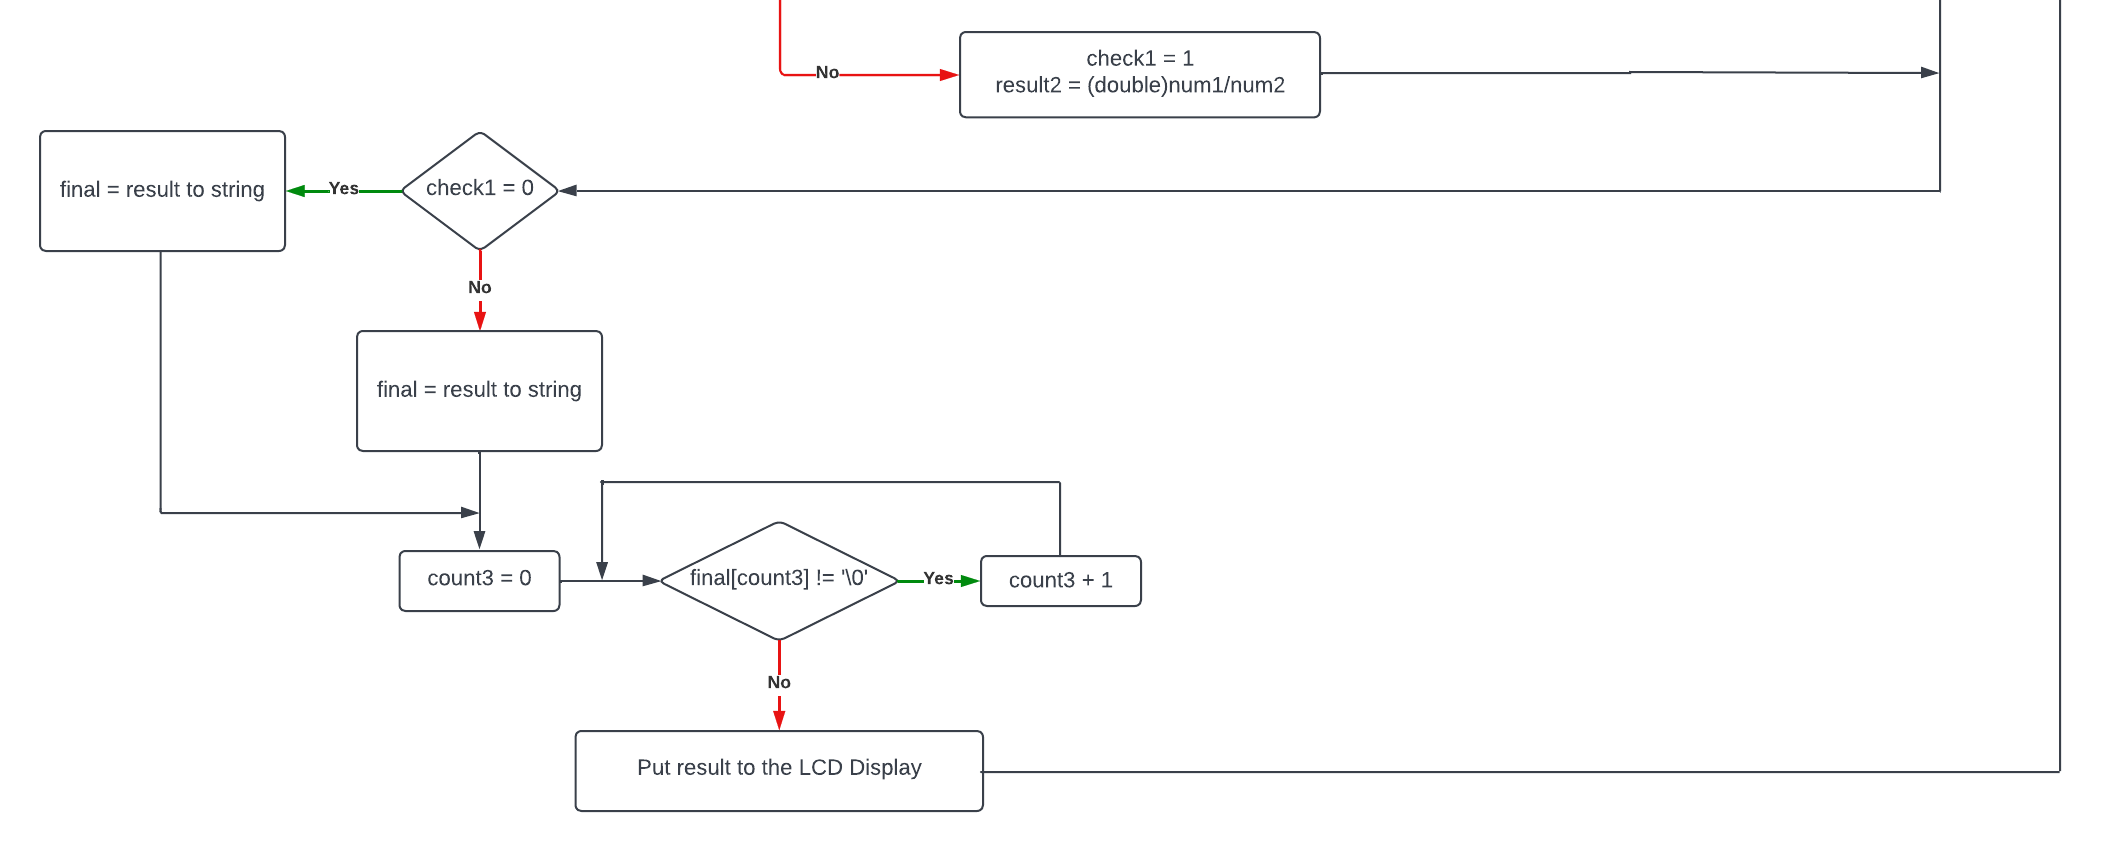 No
check1 = 1
result2 = (double)num1/num2
final = result to string
Yes
check1 = 0
No
final = result to string
count3 = 0
final[count3] != '\0'
Yes
count3 + 1
No
Put result to the LCD Display